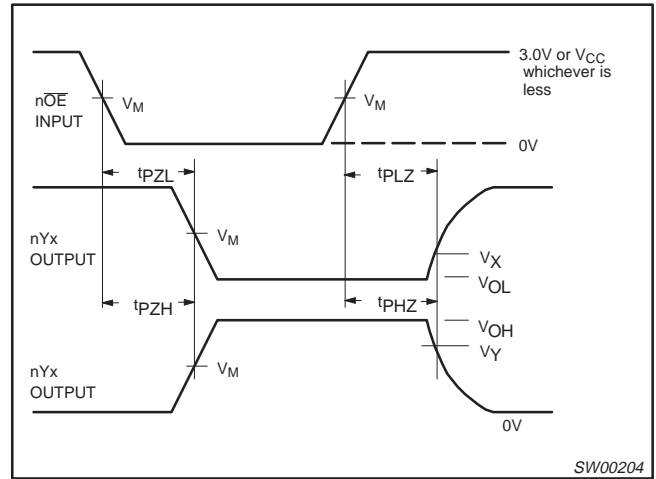 3.0V or VCC
whichever is
less
nOE
INPUT
VM
VM
0V
tPZL
tPLZ
nYx
OUTPUT
VM
VX
VOL
tPZH
tPHZ
VOH
VY
nYx
OUTPUT
VM
0V
SW00204